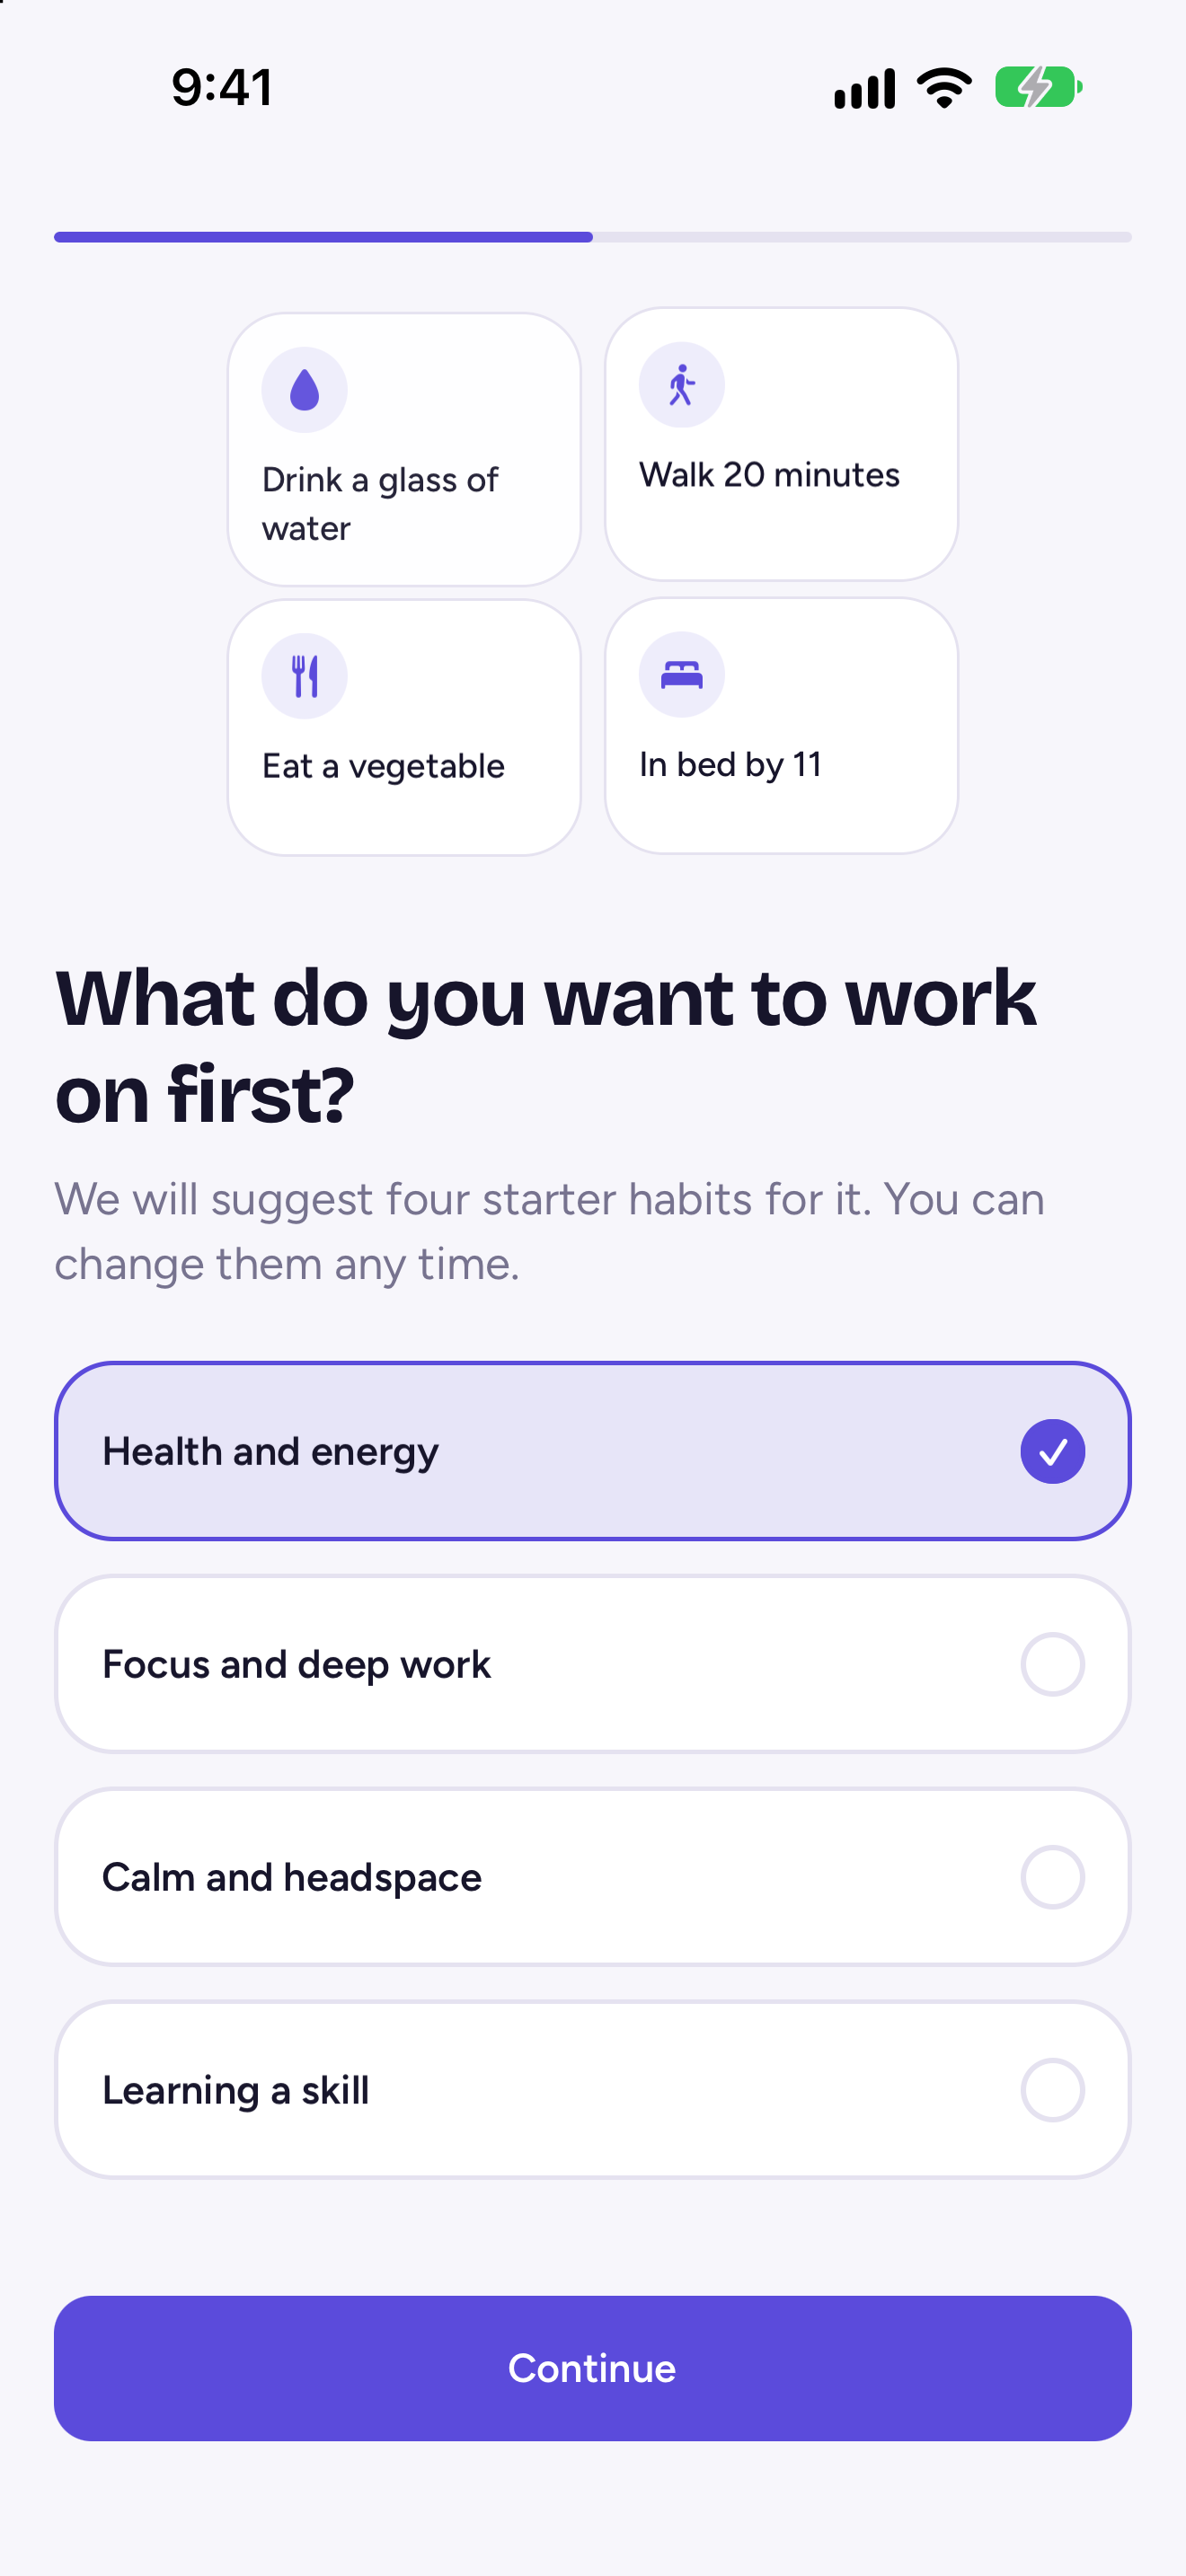 9:41
Drink a glass of
water
Walk 20 minutes
Eat a vegetable
In bed by 11
What do you want to work
on first?
We will suggest four starter habits for it. You can
change them any time.
Health and energy
Focus and deep work
Calm and headspace
Learning a skill
Continue